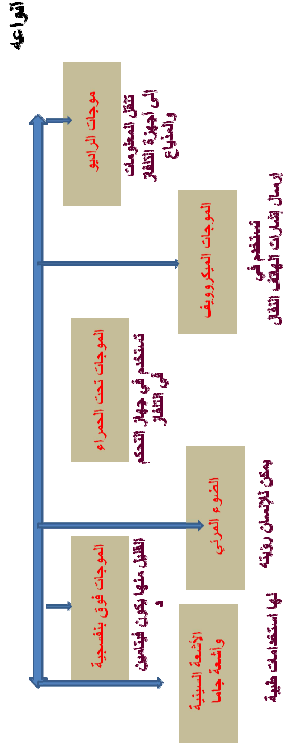 أنواعه
موجات الراديو
تنقل المعلومات
إلى أجهزة التلفاز
والمذياع
الموجات الميكروويف
تستخدم في
إرسال إشارات الهاتف النقال
الموجات تحت الحمراء
تستخدم في جهاز التحكم
في التلفاز
الضوء المرئي
يمكن للإنسان رؤيته
الموجات فوق بنفسجية
القليل منها يكون فيتامين
د
الأشعة السينية
وأشعة جاما
لها استخدامات طبية